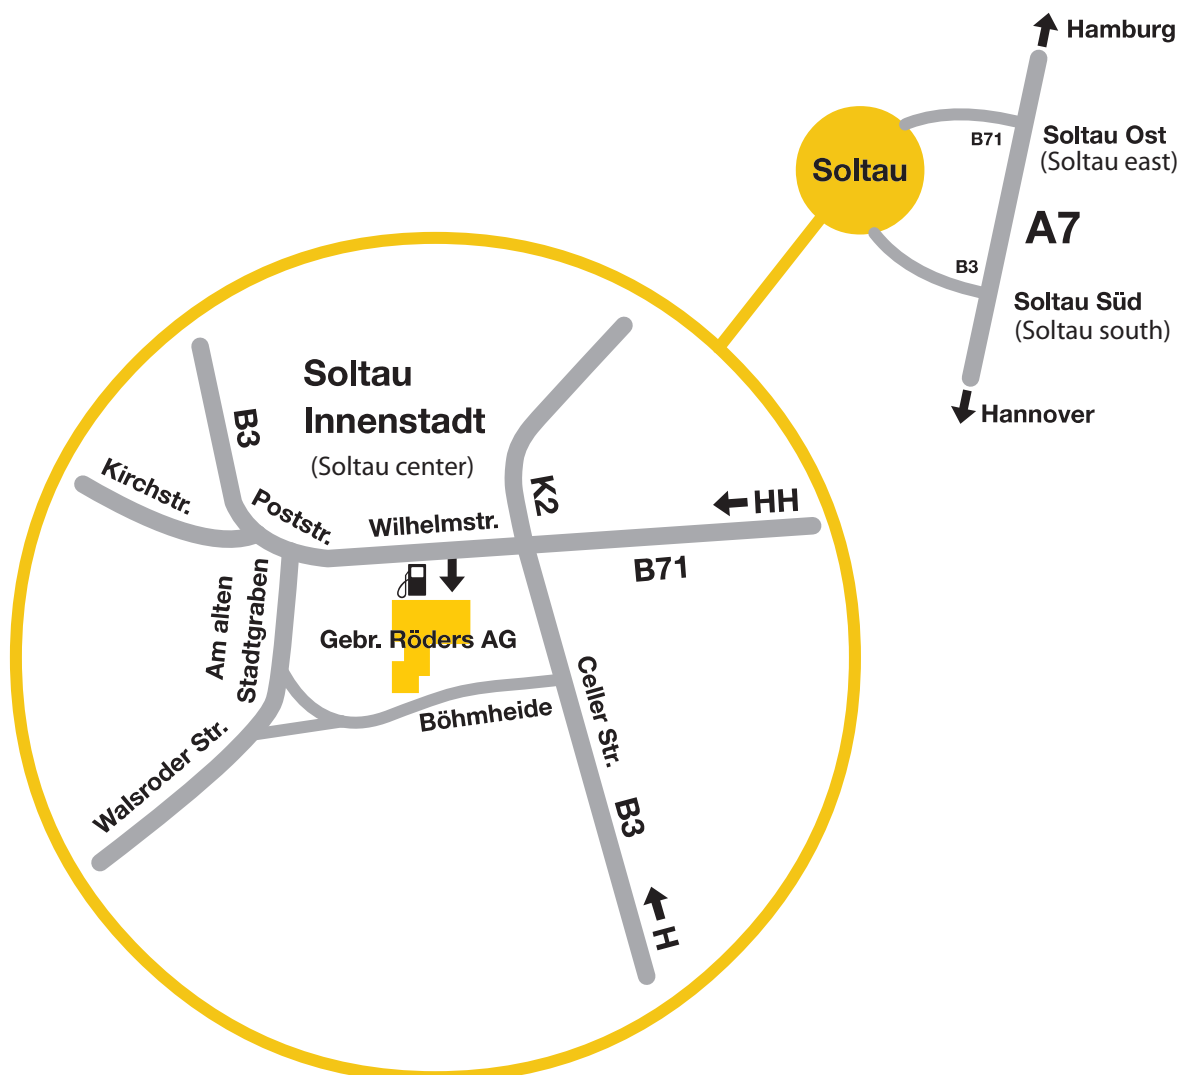 Hamburg
B71
Soltau Ost
(Soltau east)
Soltau
A7
B3
Soltau Süd
(Soltau south)
Hannover
Soltau
Innenstadt
(Soltau center)
B3
Kirchstr.
Poststr.
Wilhelmstr.
K2
HH
B71
Am alten
Stadtgraben
Gebr. Röders AG
Böhmheide
Celler Str.
Walsroder Str.
B3
H